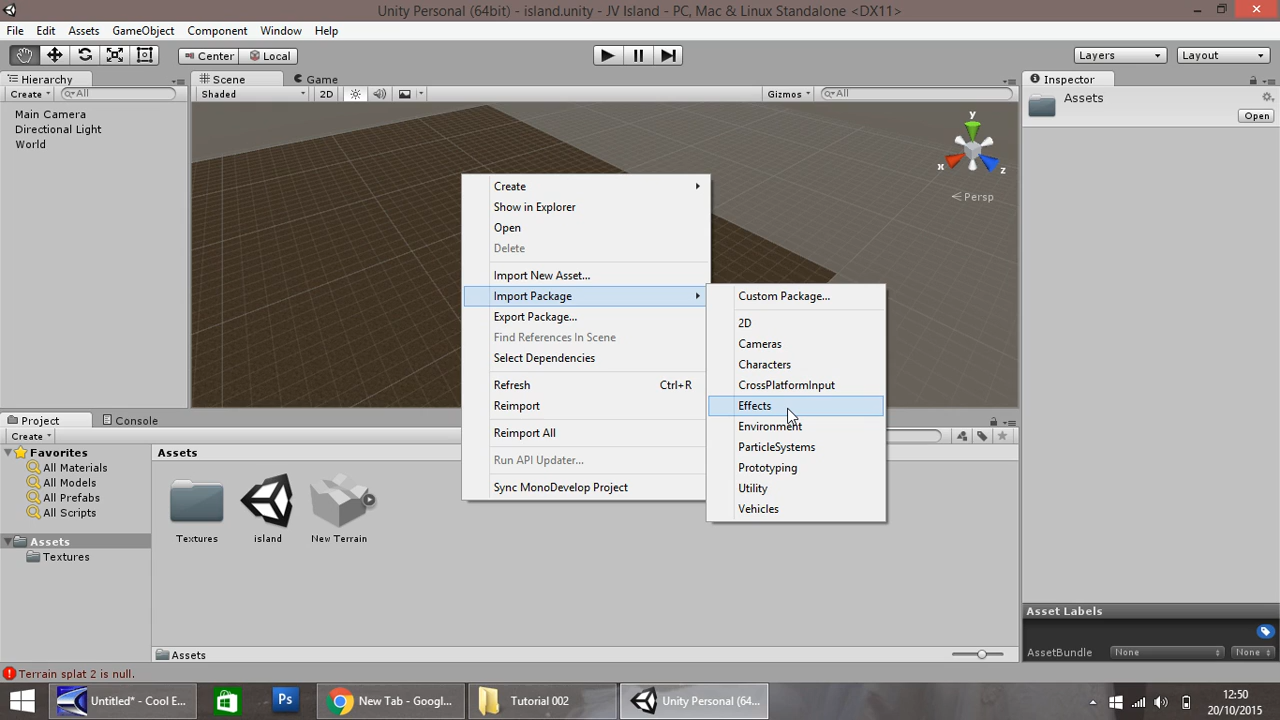 Unity Personal (64bit) - island.unity - JV Island - PC, Mac & Linux Standalone <DX11>
File Edit Assets GameObject Component Window Help
Center Local Layers Layout
Hierarchy
Create All
Main Camera
Directional Light
World
Scene Game
Shaded 2D Gizmos All
y
x
z
Persp
Inspector
Assets
Open
Create
Show in Explorer
Open
Delete
Import New Asset...
Import Package
Export Package...
Find References In Scene
Select Dependencies
Refresh Ctrl+R
Reimport
Reimport All
Run API Updater...
Sync MonoDevelop Project
Custom Package...
2D
Cameras
Characters
CrossPlatformInput
Effects
Environment
ParticleSystems
Prototyping
Utility
Vehicles
Project Console
Create
Favorites
All Materials
All Models
All Prefabs
All Scripts
Assets
Textures
Assets
Textures island New Terrain
Assets
Asset Labels
AssetBundle None None
Terrain splat 2 is null.
Untitled* - Cool E...
Ps
New Tab - Googl...
Tutorial 002
Unity Personal (64...
12:50
20/10/2015